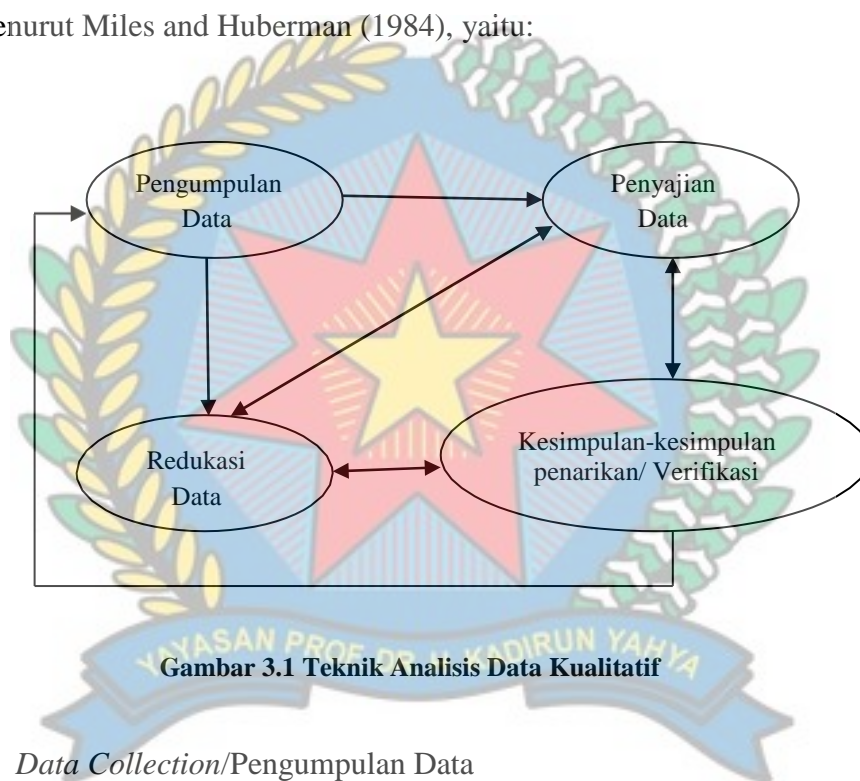 enurut Miles and Huberman (1984), yaitu:
Pengumpulan
Data
Penyajian
Data
Redukasi
Data
Kesimpulan-kesimpulan
penarikan/ Verifikasi
YAYASAN PROF. DR. H. KADIRUN YAHYA
Gambar 3.1 Teknik Analisis Data Kualitatif
Data Collection/Pengumpulan Data